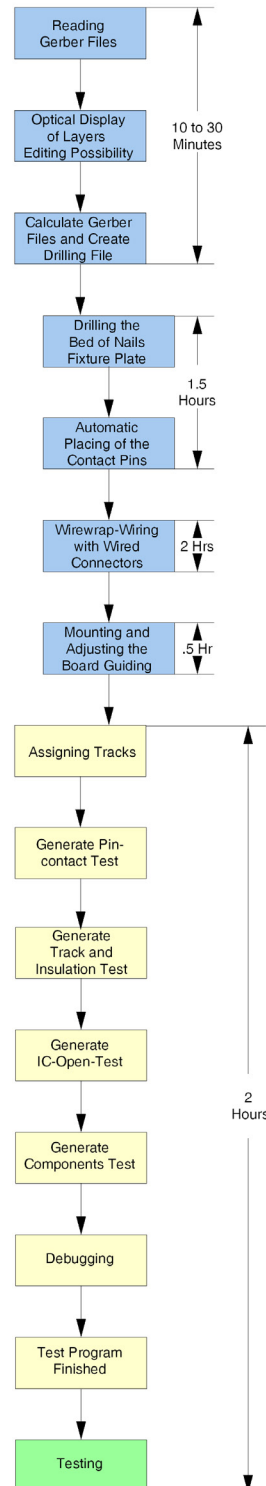 Reading
Gerber Files
Optical Display
of Layers
Editing Possibility
10 to 30
Minutes
Calculate Gerber
Files and Create
Drilling File
Drilling the
Bed of Nails
Fixture Plate
1.5
Hours
Automatic
Placing of the
Contact Pins
Wirewrap-Wiring
with Wired
Connectors
2 Hrs
Mounting and
Adjusting the
Board Guiding
.5 Hr
Assigning Tracks
Generate Pin-
contact Test
Generate
Track and
Insulation Test
Generate
IC-Open-Test
Generate
Components Test
2
Hours
Debugging
Test Program
Finished
Testing